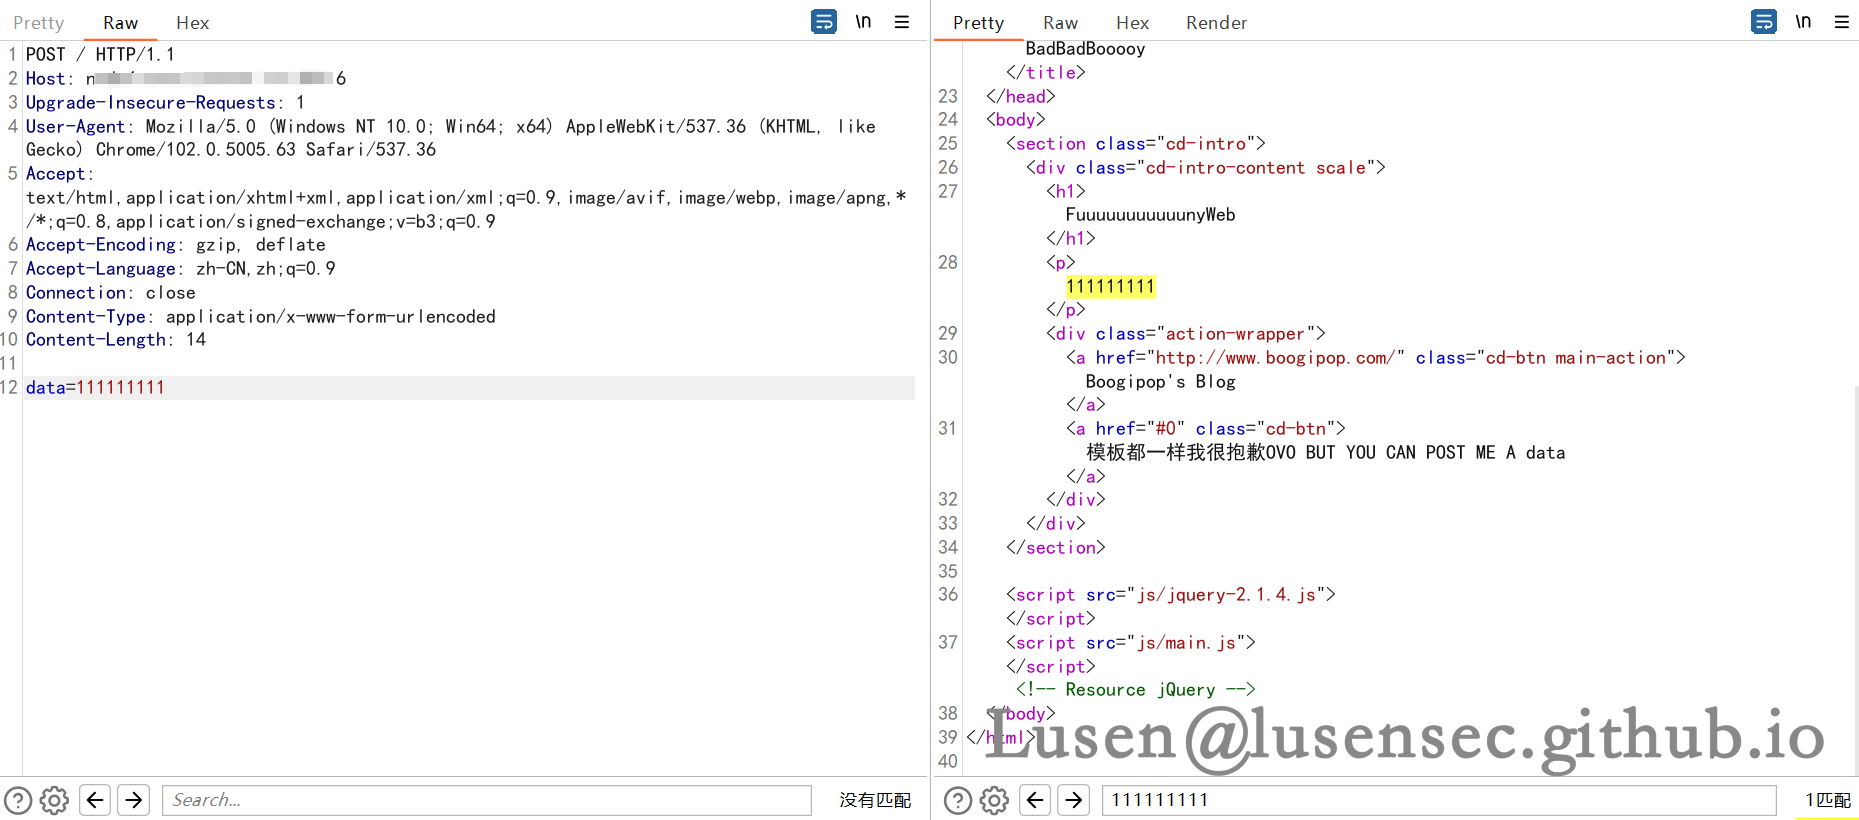 Pretty Raw Hex \n
1 POST / HTTP/1.1
2 Host: n 6
3 Upgrade-Insecure-Requests: 1
4 User-Agent: Mozilla/5.0 (Windows NT 10.0; Win64; x64) AppleWebKit/537.36 (KHTML, like
Gecko) Chrome/102.0.5005.63 Safari/537.36
5 Accept:
text/html,application/xhtml+xml,application/xml;q=0.9,image/avif,image/webp,image/apng,*
/*;q=0.8,application/signed-exchange;v=b3;q=0.9
6 Accept-Encoding: gzip, deflate
7 Accept-Language: zh-CN,zh;q=0.9
8 Connection: close
9 Content-Type: application/x-www-form-urlencoded
10 Content-Length: 14
11
12 data=111111111
Search...
没有匹配
Pretty Raw Hex Render \n
BadBadBooooy
</title>
23 </head>
24 <body>
25 <section class="cd-intro">
26 <div class="cd-intro-content scale">
27 <h1>
FuuuuuuuuuuunyWeb
</h1>
28 <p>
111111111
</p>
29 <div class="action-wrapper">
30 <a href="http://www.boogipop.com/" class="cd-btn main-action">
Boogipop's Blog
</a>
31 <a href="#0" class="cd-btn">
模板都一样我很抱歉OVO BUT YOU CAN POST ME A data
</a>
32 </div>
33 </div>
34 </section>
35
36 <script src="js/jquery-2.1.4.js">
</script>
37 <script src="js/main.js">
</script>
<!-- Resource jQuery -->
38 </body>
39 </html>
40
Lusen@lusensec.github.io
111111111
1匹配